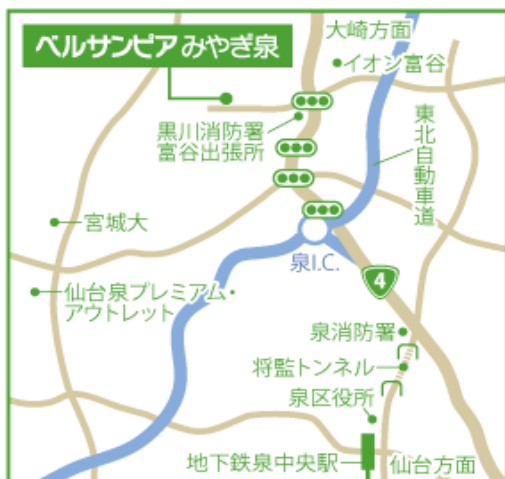 大崎方面
ベルサンピアみやぎ泉
イオン富谷
黒川消防署
富谷出張所
東北自動車道
宮城大
泉I.C.
4
仙台泉プレミアム・
アウトレット
泉消防署
将監トンネル
泉区役所
地下鉄泉中央駅
仙台方面